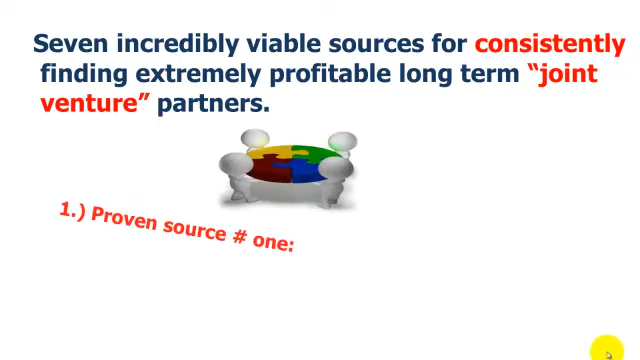 Seven incredibly viable sources for consistently
finding extremely profitable long term “joint
venture” partners.
1.) Proven source # one: